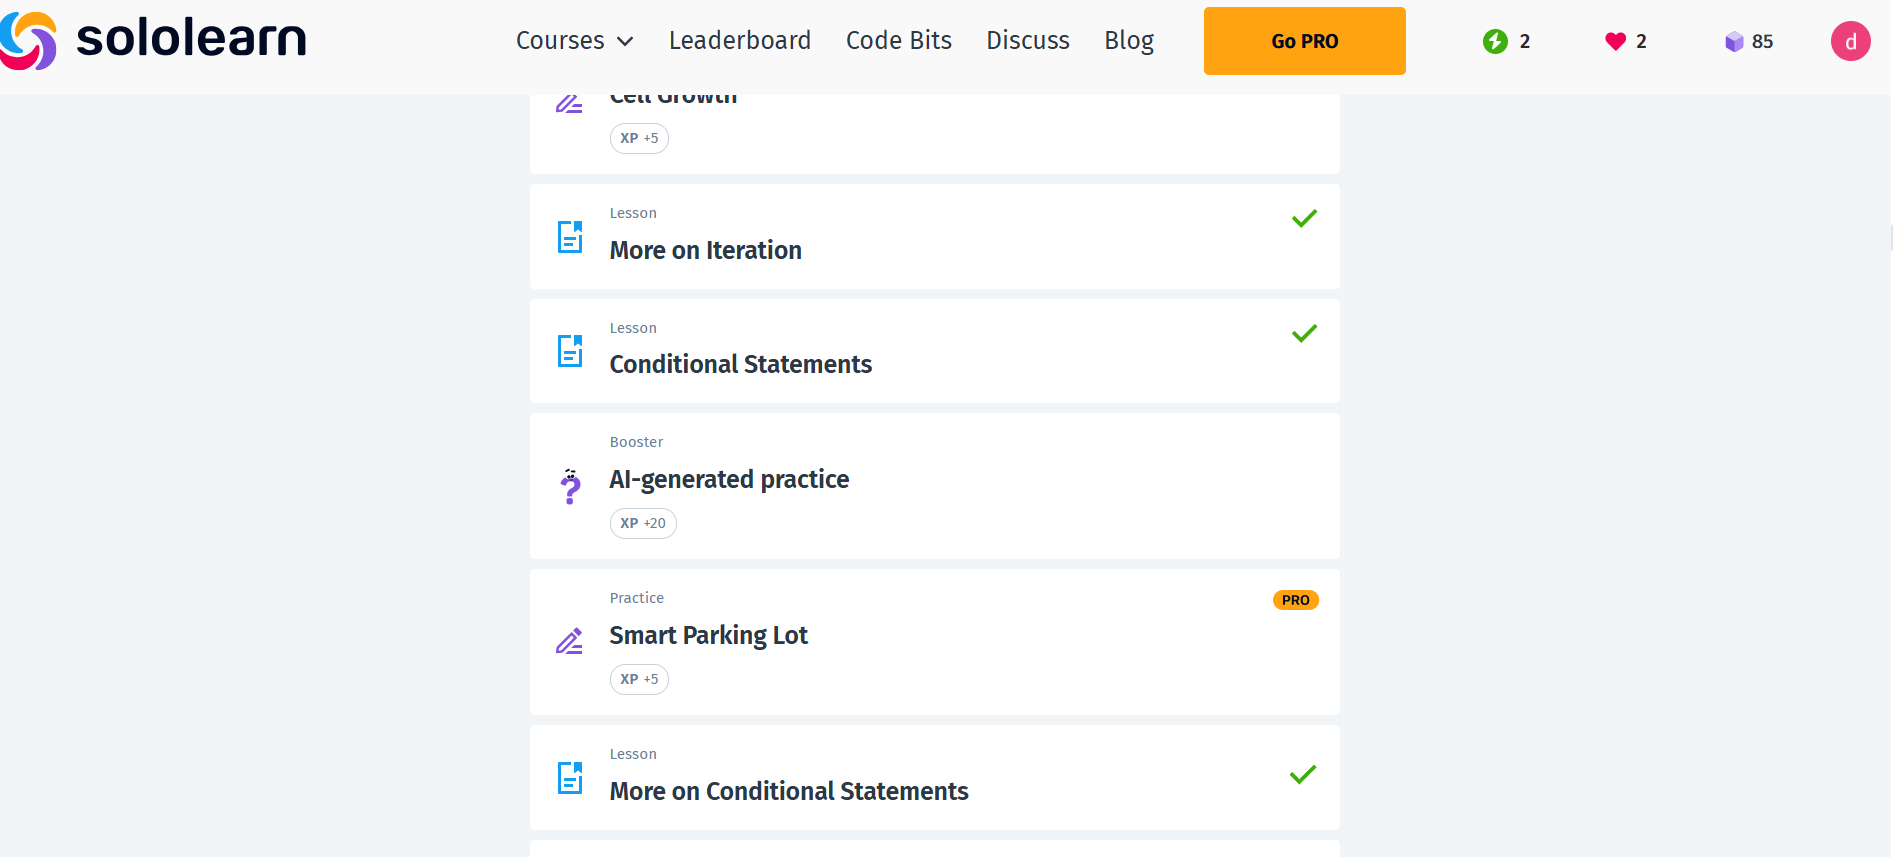 sololearn
Courses Leaderboard Code Bits Discuss Blog Go PRO 2 2 85 d
Cell Growth
XP +5
Lesson
More on Iteration
Lesson
Conditional Statements
Booster
AI-generated practice
XP +20
Practice
PRO
Smart Parking Lot
XP +5
Lesson
More on Conditional Statements